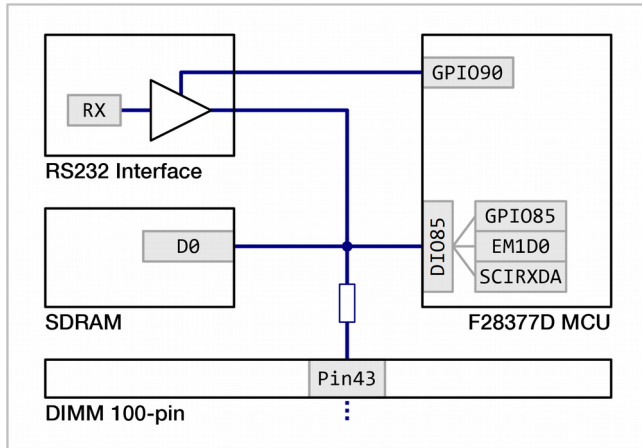 GPIO90
RX
RS232 Interface
DIO85
GPIO85
D0
EM1D0
SCIRXDA
SDRAM
F28377D MCU
Pin43
DIMM 100-pin